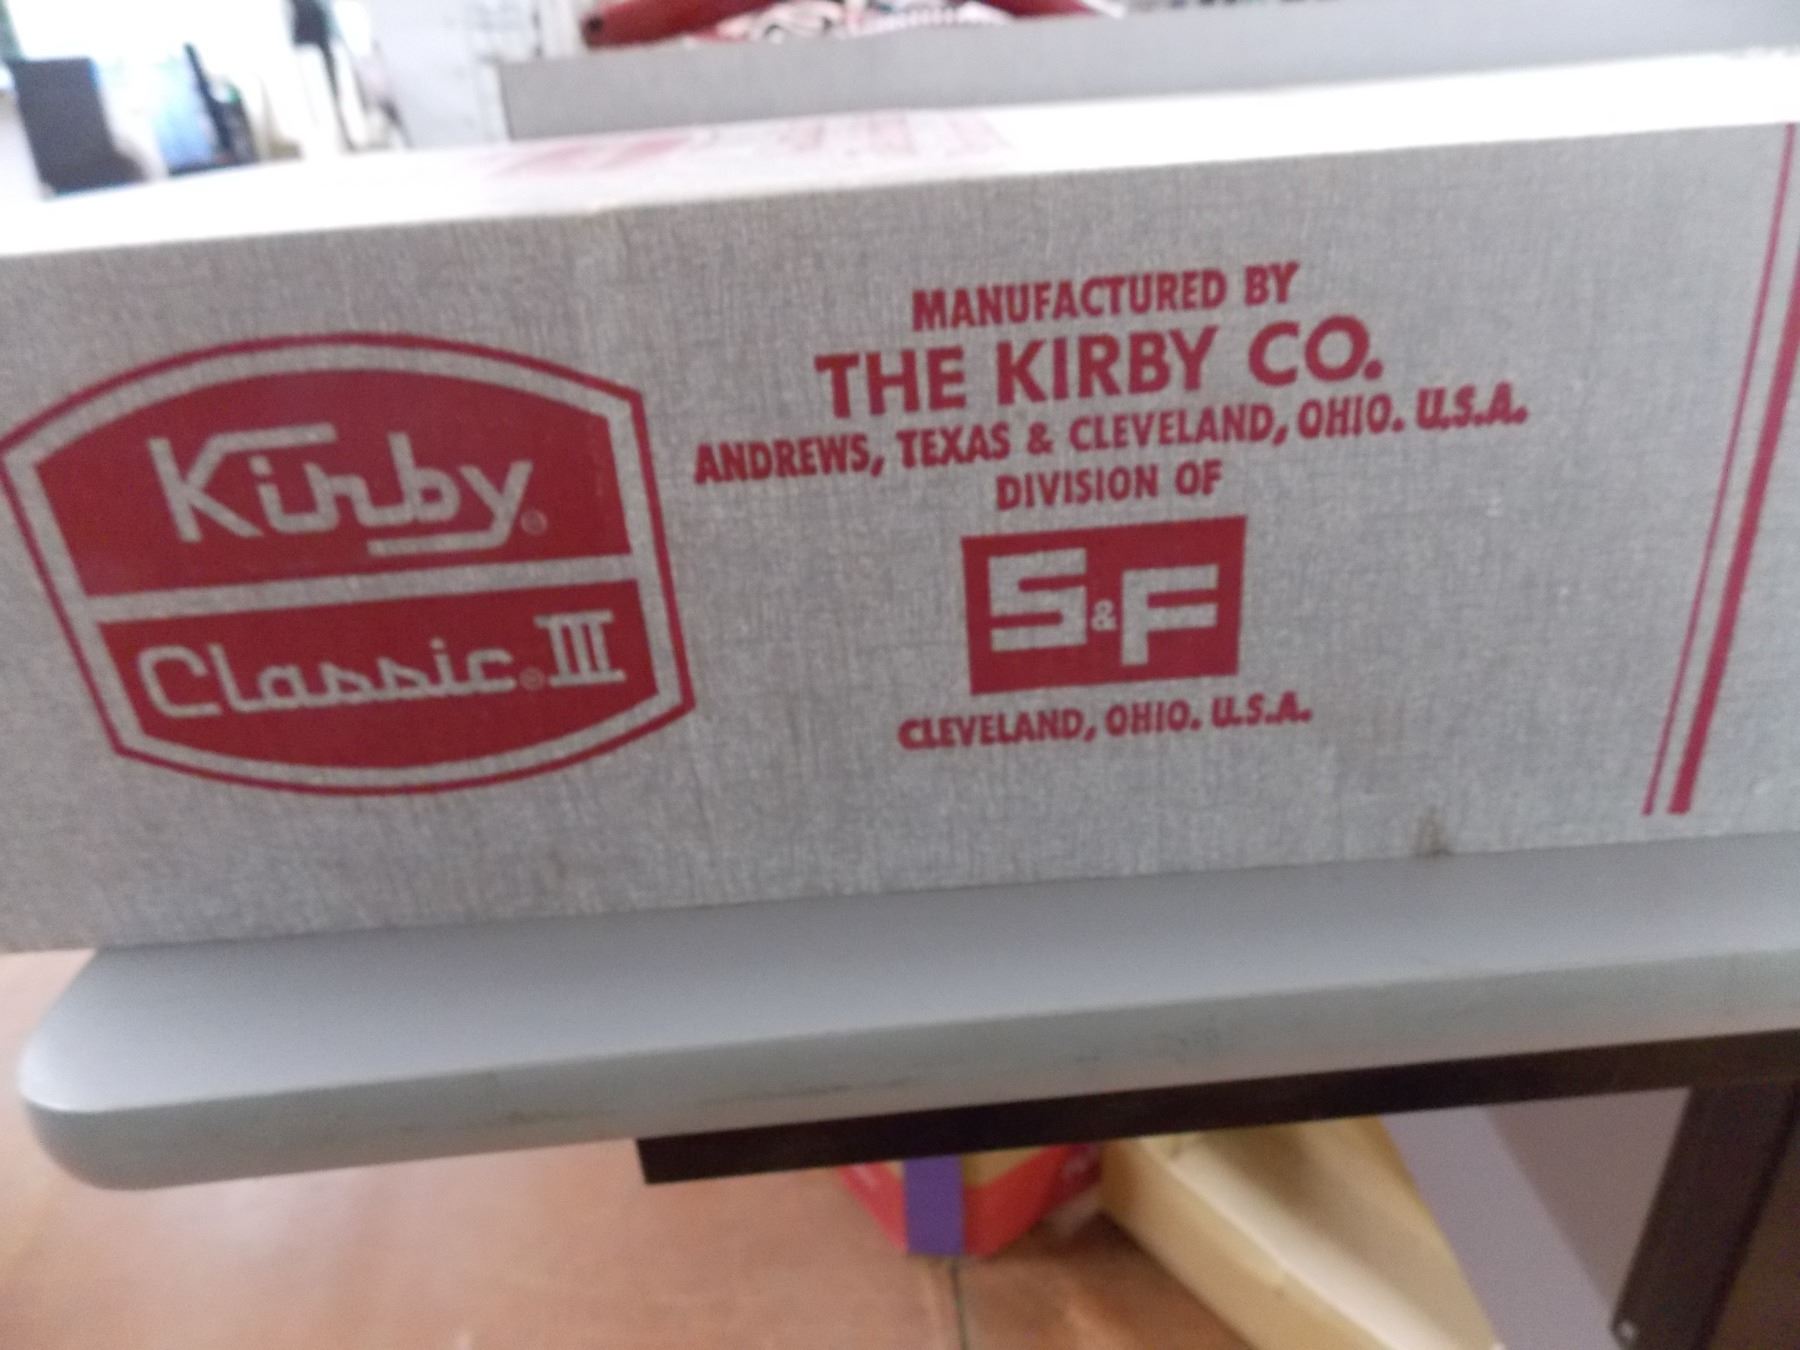 Kirby®
Classic® III
MANUFACTURED BY
THE KIRBY CO.
ANDREWS, TEXAS & CLEVELAND, OHIO. U.S.A.
DIVISION OF
S&F
CLEVELAND, OHIO. U.S.A.